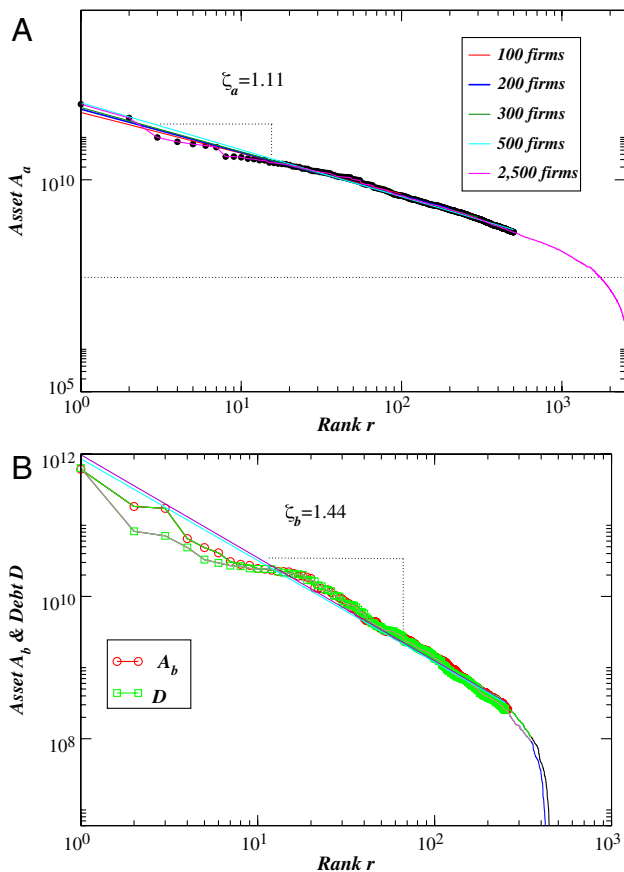 A
ζa=1.11
100 firms
200 firms
300 firms
500 firms
2,500 firms
Asset Aa
10^10
10^5
10^0
10^1
10^2
10^3
Rank r
B
10^12
ζb=1.44
Asset Ab & Debt D
10^10
Ab
D
10^8
10^0
10^1
10^2
10^3
Rank r